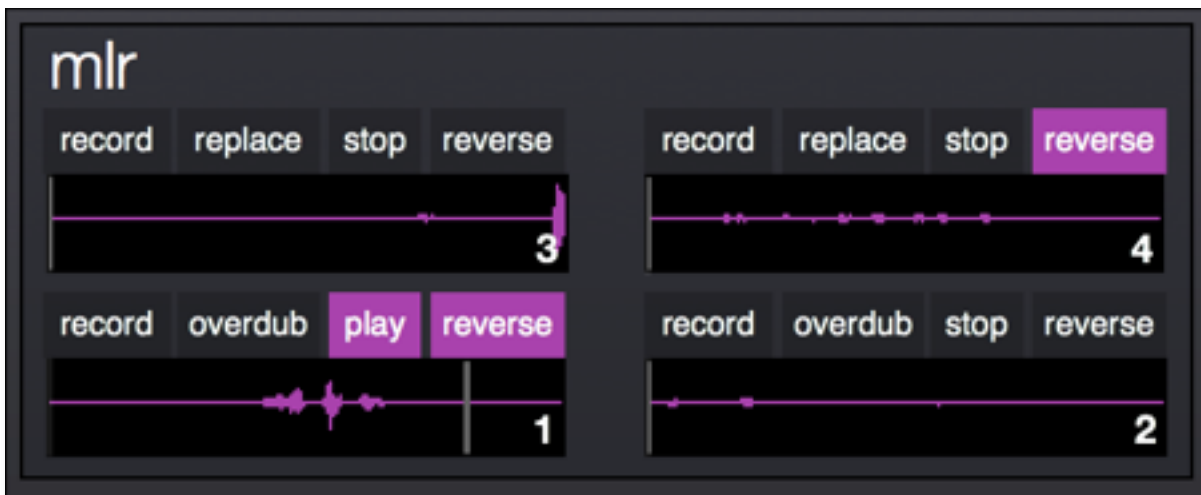 mlr
record replace stop reverse
record replace stop reverse
3
4
record overdub play reverse
record overdub stop reverse
1
2